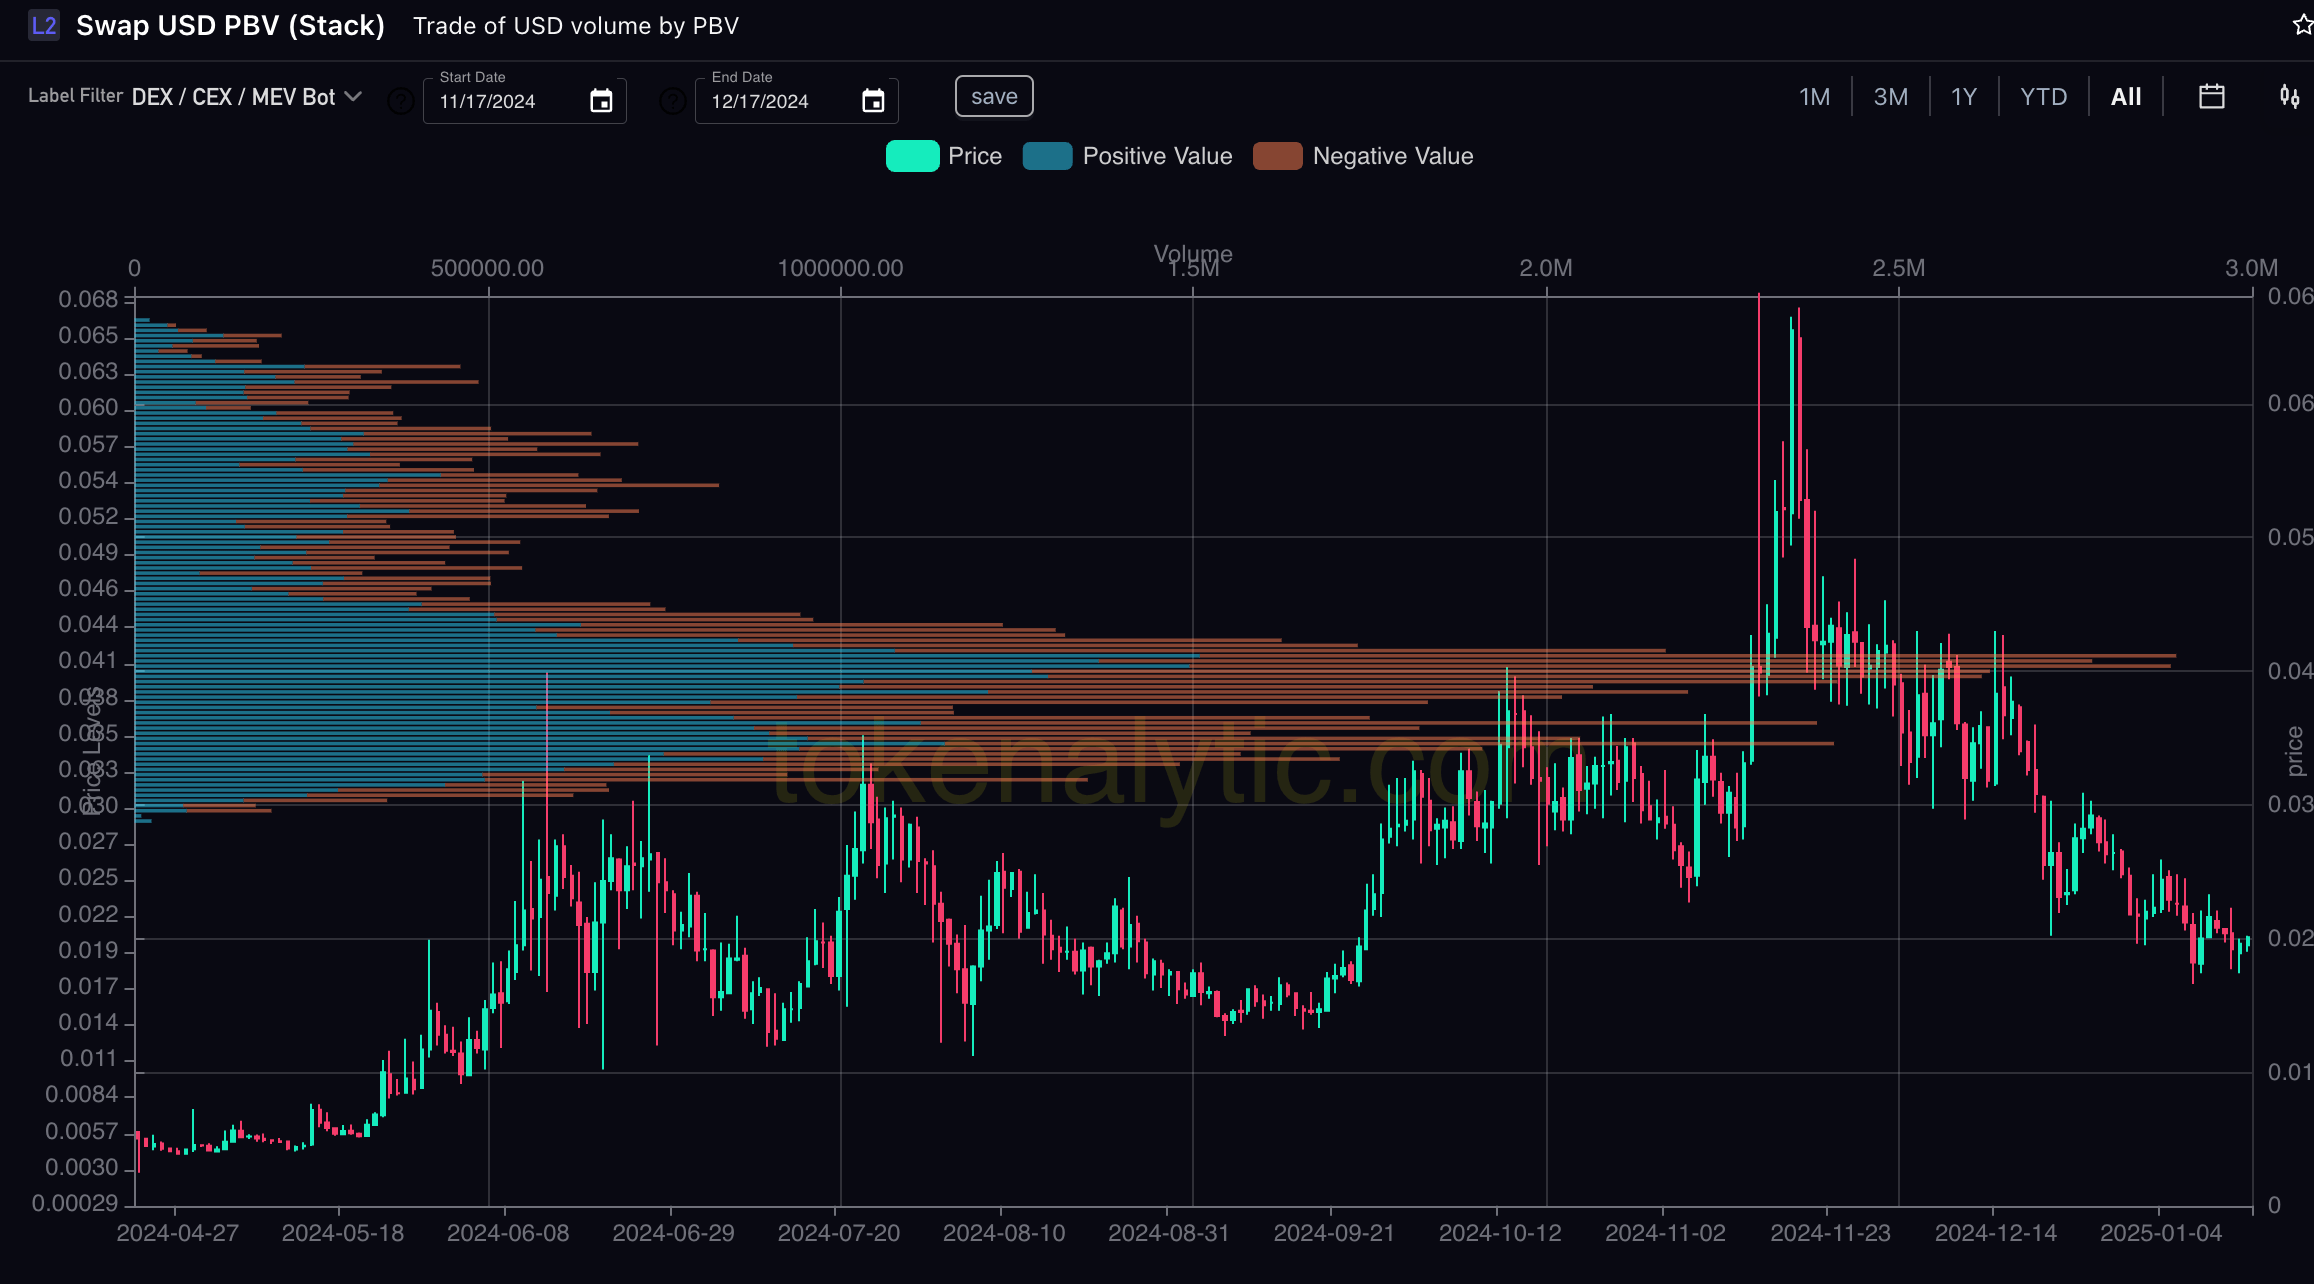 L2 Swap USD PBV (Stack) Trade of USD volume by PBV
Label Filter DEX / CEX / MEV Bot
Start Date
11/17/2024
End Date
12/17/2024
save
1M 3M 1Y YTD All
Price Positive Value Negative Value
Volume
0 500000.00 1000000.00 1.5M 2.0M 2.5M 3.0M
0.068
0.065
0.063
0.060
0.057
0.054
0.052
0.049
0.046
0.044
0.041
0.038
0.035
0.033
0.030
0.027
0.025
0.022
0.019
0.017
0.014
0.011
0.0084
0.0057
0.0030
0.00029
Price Levels
tokenalytic.com
0.06
0.06
0.05
0.04
0.03
0.02
0.01
0
price
2024-04-27 2024-05-18 2024-06-08 2024-06-29 2024-07-20 2024-08-10 2024-08-31 2024-09-21 2024-10-12 2024-11-02 2024-11-23 2024-12-14 2025-01-04